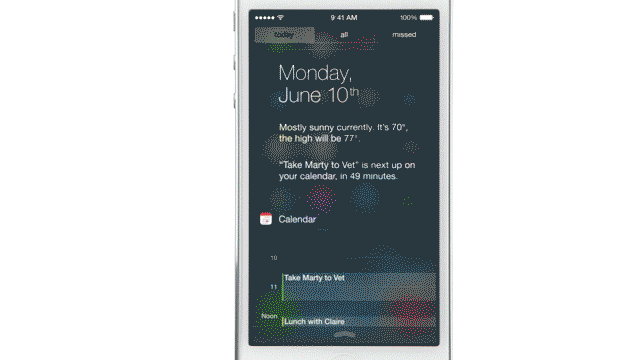 9:41 AM 100%
today all missed
Monday,
June 10th
Mostly sunny currently. It's 70°,
the high will be 77°.
"Take Marty to Vet" is next up on
your calendar, in 49 minutes.
Calendar
10
Take Marty to Vet
11
Noon
Lunch with Claire